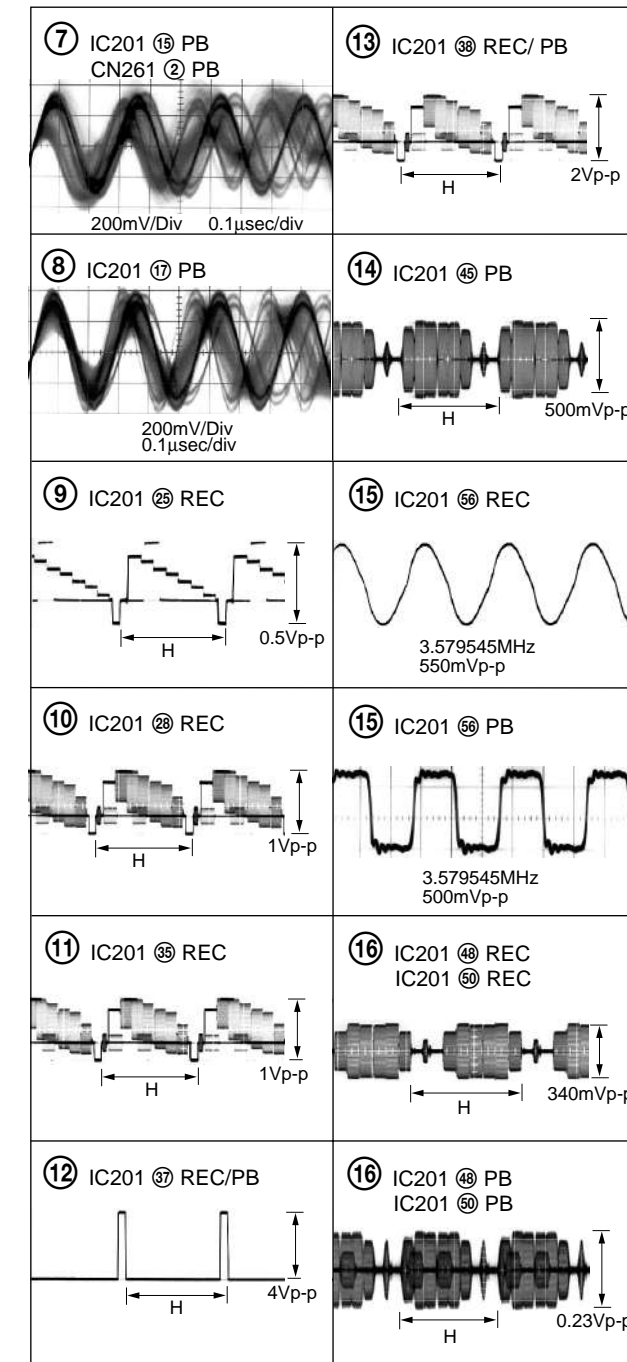 ⑦ IC201 ⑮ PB
CN261 ② PB
200mV/Div 0.1µsec/div
⑧ IC201 ⑰ PB
200mV/Div
0.1µsec/div
⑨ IC201 ㉕ REC
0.5Vp-p
H
⑩ IC201 ㉘ REC
1Vp-p
H
⑪ IC201 ㉟ REC
1Vp-p
H
⑫ IC201 ㊲ REC/PB
4Vp-p
H
⑬ IC201 ㊳ REC/ PB
H
2Vp-p
⑭ IC201 ㊺ PB
500mVp-p
H
⑮ IC201 56 REC
3.579545MHz
550mVp-p
⑮ IC201 56 PB
3.579545MHz
500mVp-p
⑯ IC201 ㊽ REC
IC201 ㊿ REC
340mVp-p
H
⑯ IC201 ㊽ PB
IC201 ㊿ PB
0.23Vp-p
H